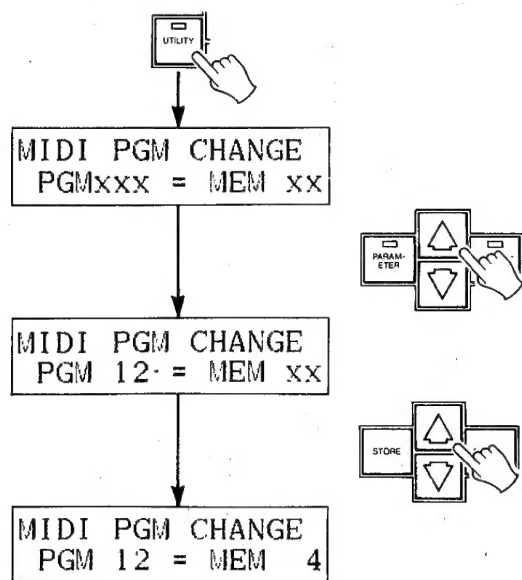 UTILITY
MIDI PGM CHANGE
PGMxxx = MEM xx
PARAM-
ETER
MIDI PGM CHANGE
PGM 12 = MEM xx
STORE
MIDI PGM CHANGE
PGM 12 = MEM 4